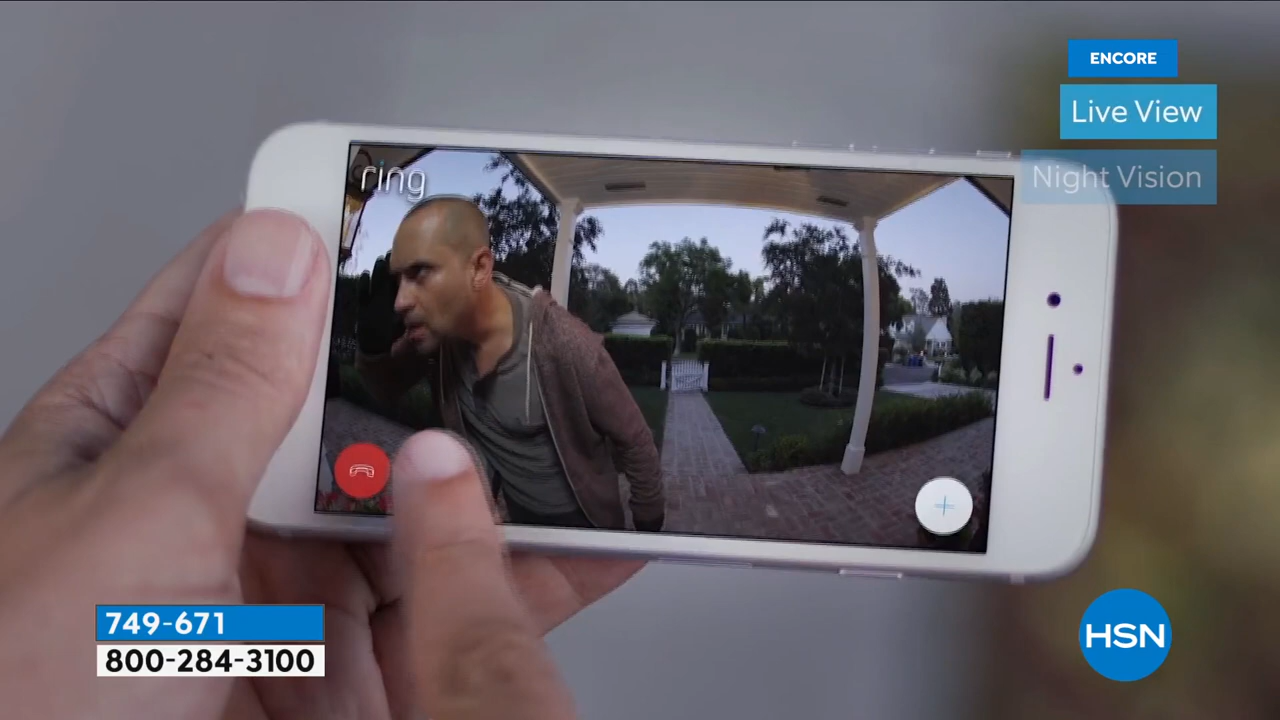 ENCORE
Live View
Night Vision
ring
749-671
800-284-3100
HSN